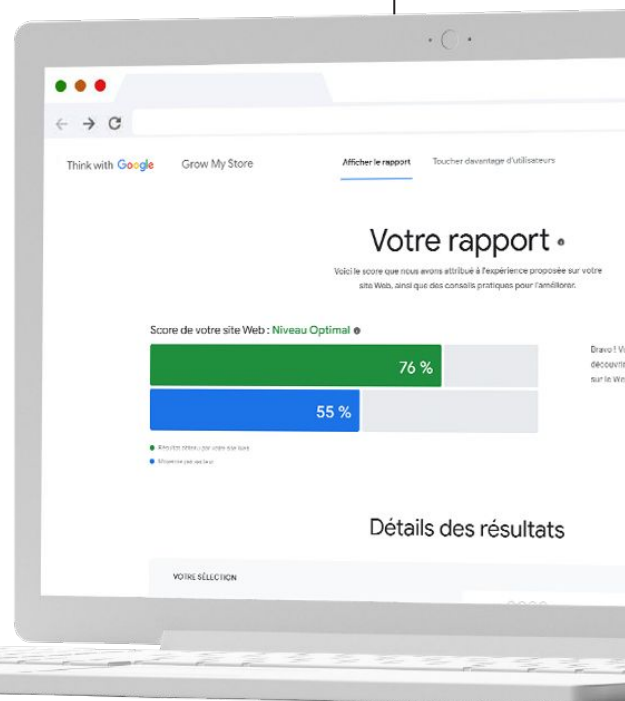 Think with Google
Grow My Store
Afficher le rapport
Toucher davantage d'utilisateurs
Votre rapport
Voici le score que nous avons attribué à l'expérience proposée sur votre
site Web, ainsi que des conseils pratiques pour l'améliorer.
Score de votre site Web : Niveau Optimal
76 %
55 %
Bravo !
sur le
Détails des résultats
VOTRE SÉLECTION